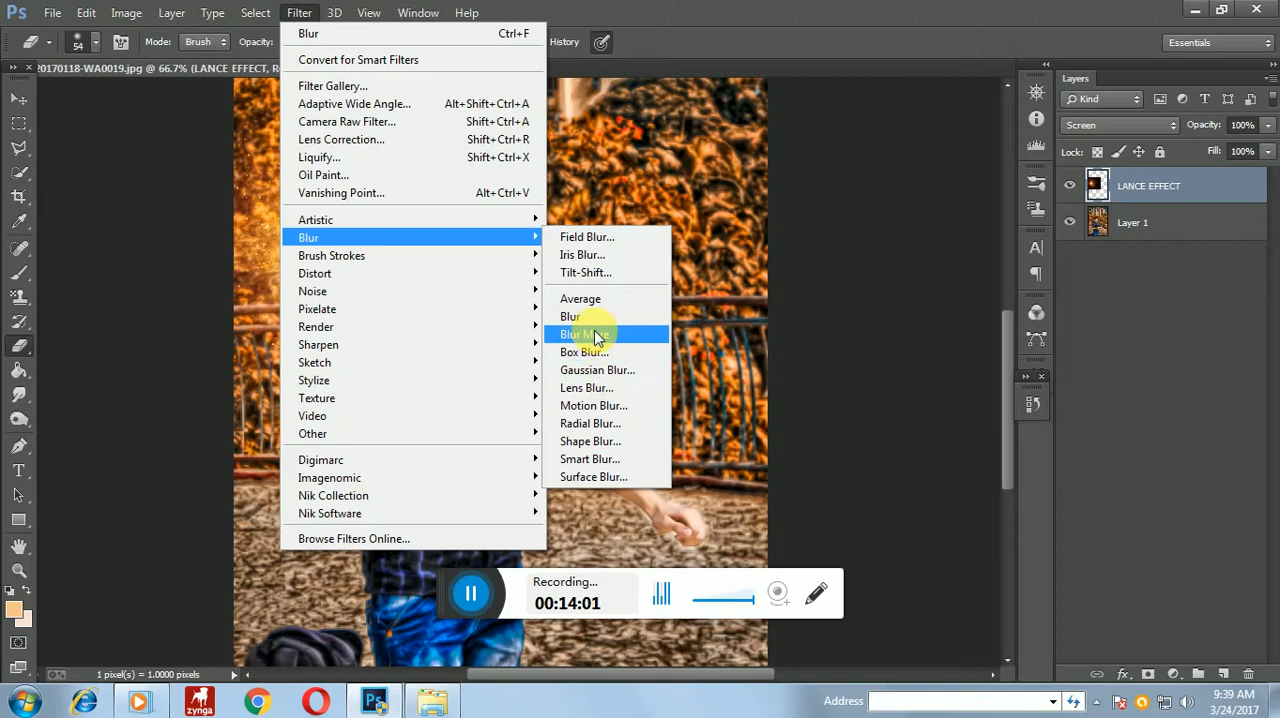 Ps File Edit Image Layer Type Select Filter 3D View Window Help
54 Mode: Brush Opacity: History Essentials
20170118-WA0019.jpg @ 66.7% (LANCE EFFECT, R
Blur Ctrl+F
Convert for Smart Filters
Filter Gallery...
Adaptive Wide Angle... Alt+Shift+Ctrl+A
Camera Raw Filter... Shift+Ctrl+A
Lens Correction... Shift+Ctrl+R
Liquify... Shift+Ctrl+X
Oil Paint...
Vanishing Point... Alt+Ctrl+V
Artistic
Blur
Brush Strokes
Distort
Noise
Pixelate
Render
Sharpen
Sketch
Stylize
Texture
Video
Other
Digimarc
Imagenomic
Nik Collection
Nik Software
Browse Filters Online...
Field Blur...
Iris Blur...
Tilt-Shift...
Average
Blur
Blur More
Box Blur...
Gaussian Blur...
Lens Blur...
Motion Blur...
Radial Blur...
Shape Blur...
Smart Blur...
Surface Blur...
Layers
Kind
Screen Opacity: 100%
Lock: Fill: 100%
LANCE EFFECT
Layer 1
Recording...
00:14:01
1 pixel(s) = 1.0000 pixels
zynga
Ps
Address
9:39 AM
3/24/2017